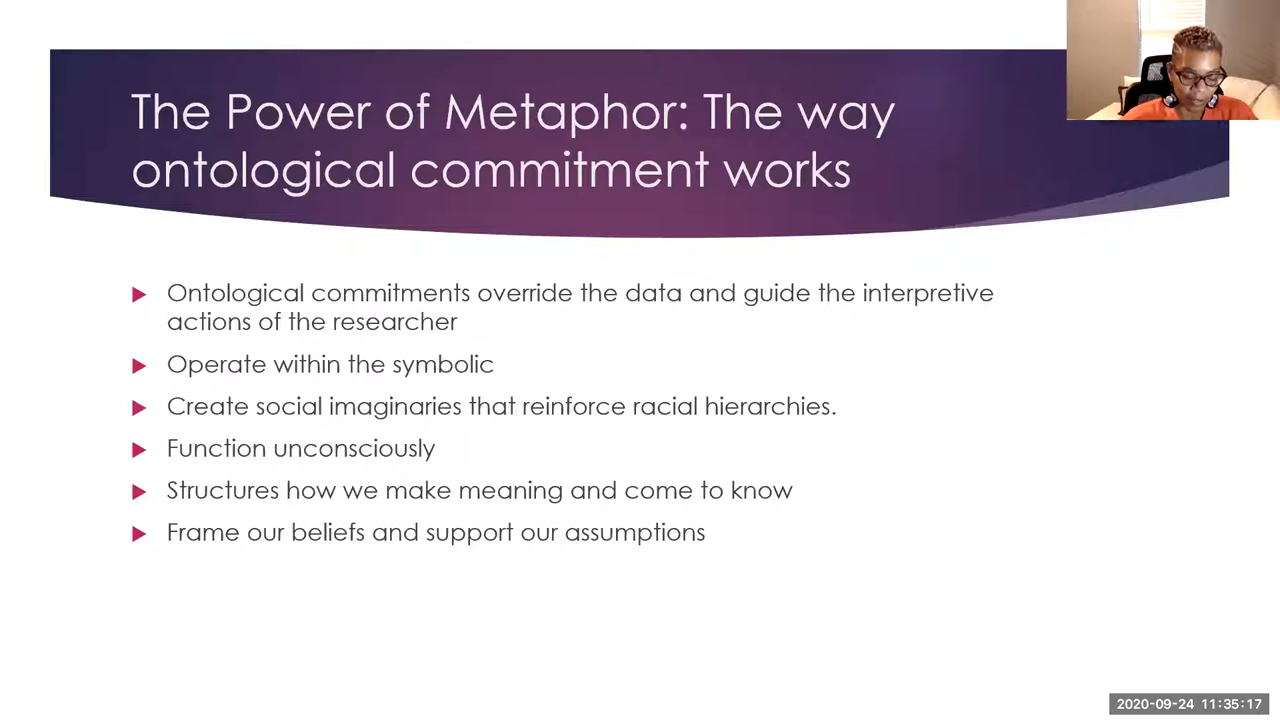 The Power of Metaphor: The way
ontological commitment works
Ontological commitments override the data and guide the interpretive
actions of the researcher
Operate within the symbolic
Create social imaginaries that reinforce racial hierarchies.
Function unconsciously
Structures how we make meaning and come to know
Frame our beliefs and support our assumptions
2020-09-24 11:35:17